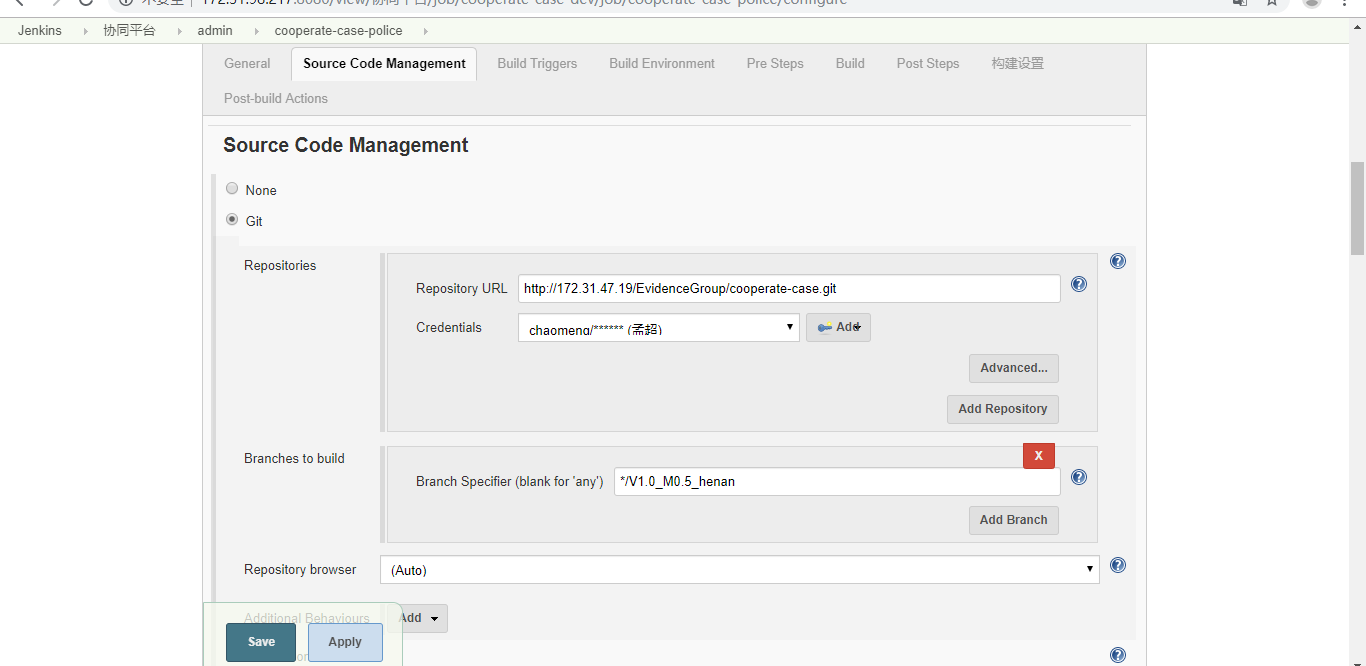 Jenkins 协同平台 admin cooperate-case-police
General Source Code Management Build Triggers Build Environment Pre Steps Build Post Steps 构建设置
Post-build Actions
Source Code Management
None
Git
Repositories
Repository URL http://172.31.47.19/EvidenceGroup/cooperate-case.git
Credentials chaomeng/****** (孟超) Add
Advanced...
Add Repository
Branches to build
X
Branch Specifier (blank for 'any') */V1.0_M0.5_henan
Add Branch
Repository browser (Auto)
Additional Behaviours Add
Save Apply